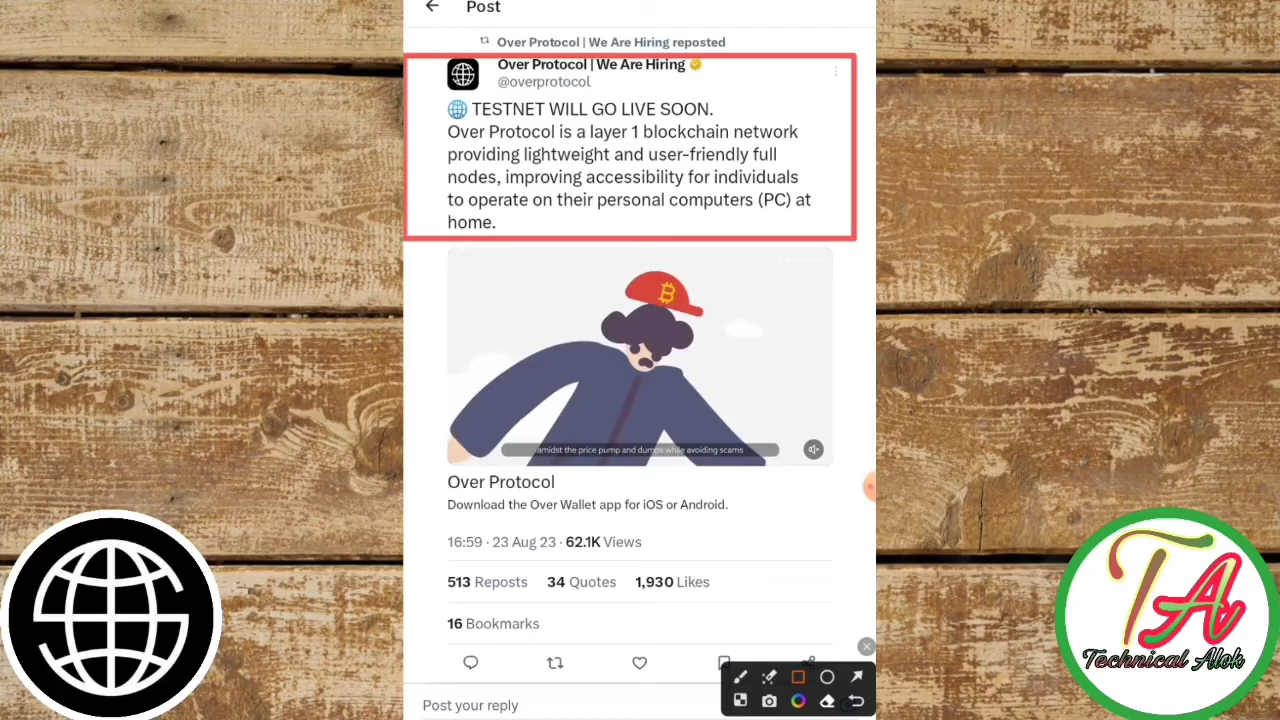 Post
Over Protocol | We Are Hiring reposted
Over Protocol | We Are Hiring
@overprotocol
TESTNET WILL GO LIVE SOON.
Over Protocol is a layer 1 blockchain network
providing lightweight and user-friendly full
nodes, improving accessibility for individuals
to operate on their personal computers (PC) at
home.
amidst the price pump and dumps while avoiding scams
Over Protocol
Download the Over Wallet app for iOS or Android.
16:59 · 23 Aug 23 · 62.1K Views
513 Reposts 34 Quotes 1,930 Likes
16 Bookmarks
Post your reply
TA
Technical Alok